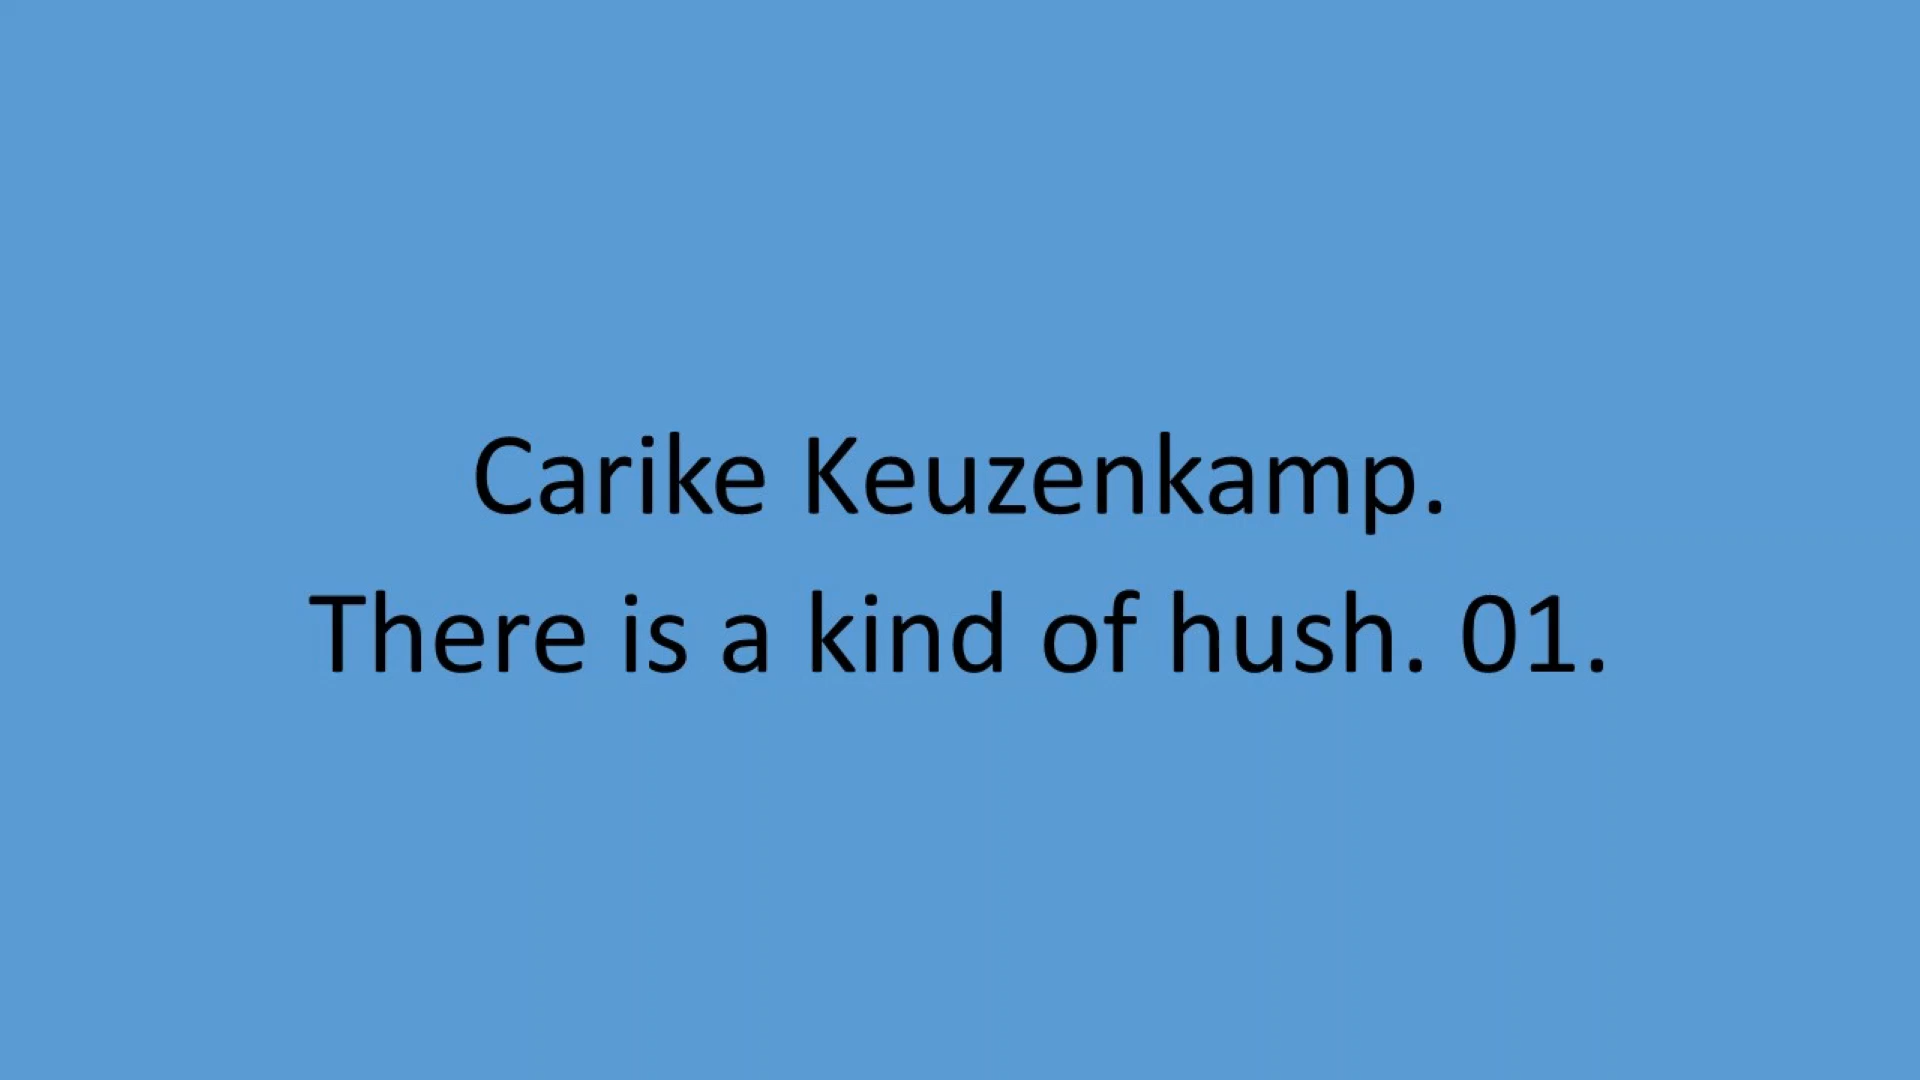 Carike Keuzenkamp.
There is a kind of hush. 01.